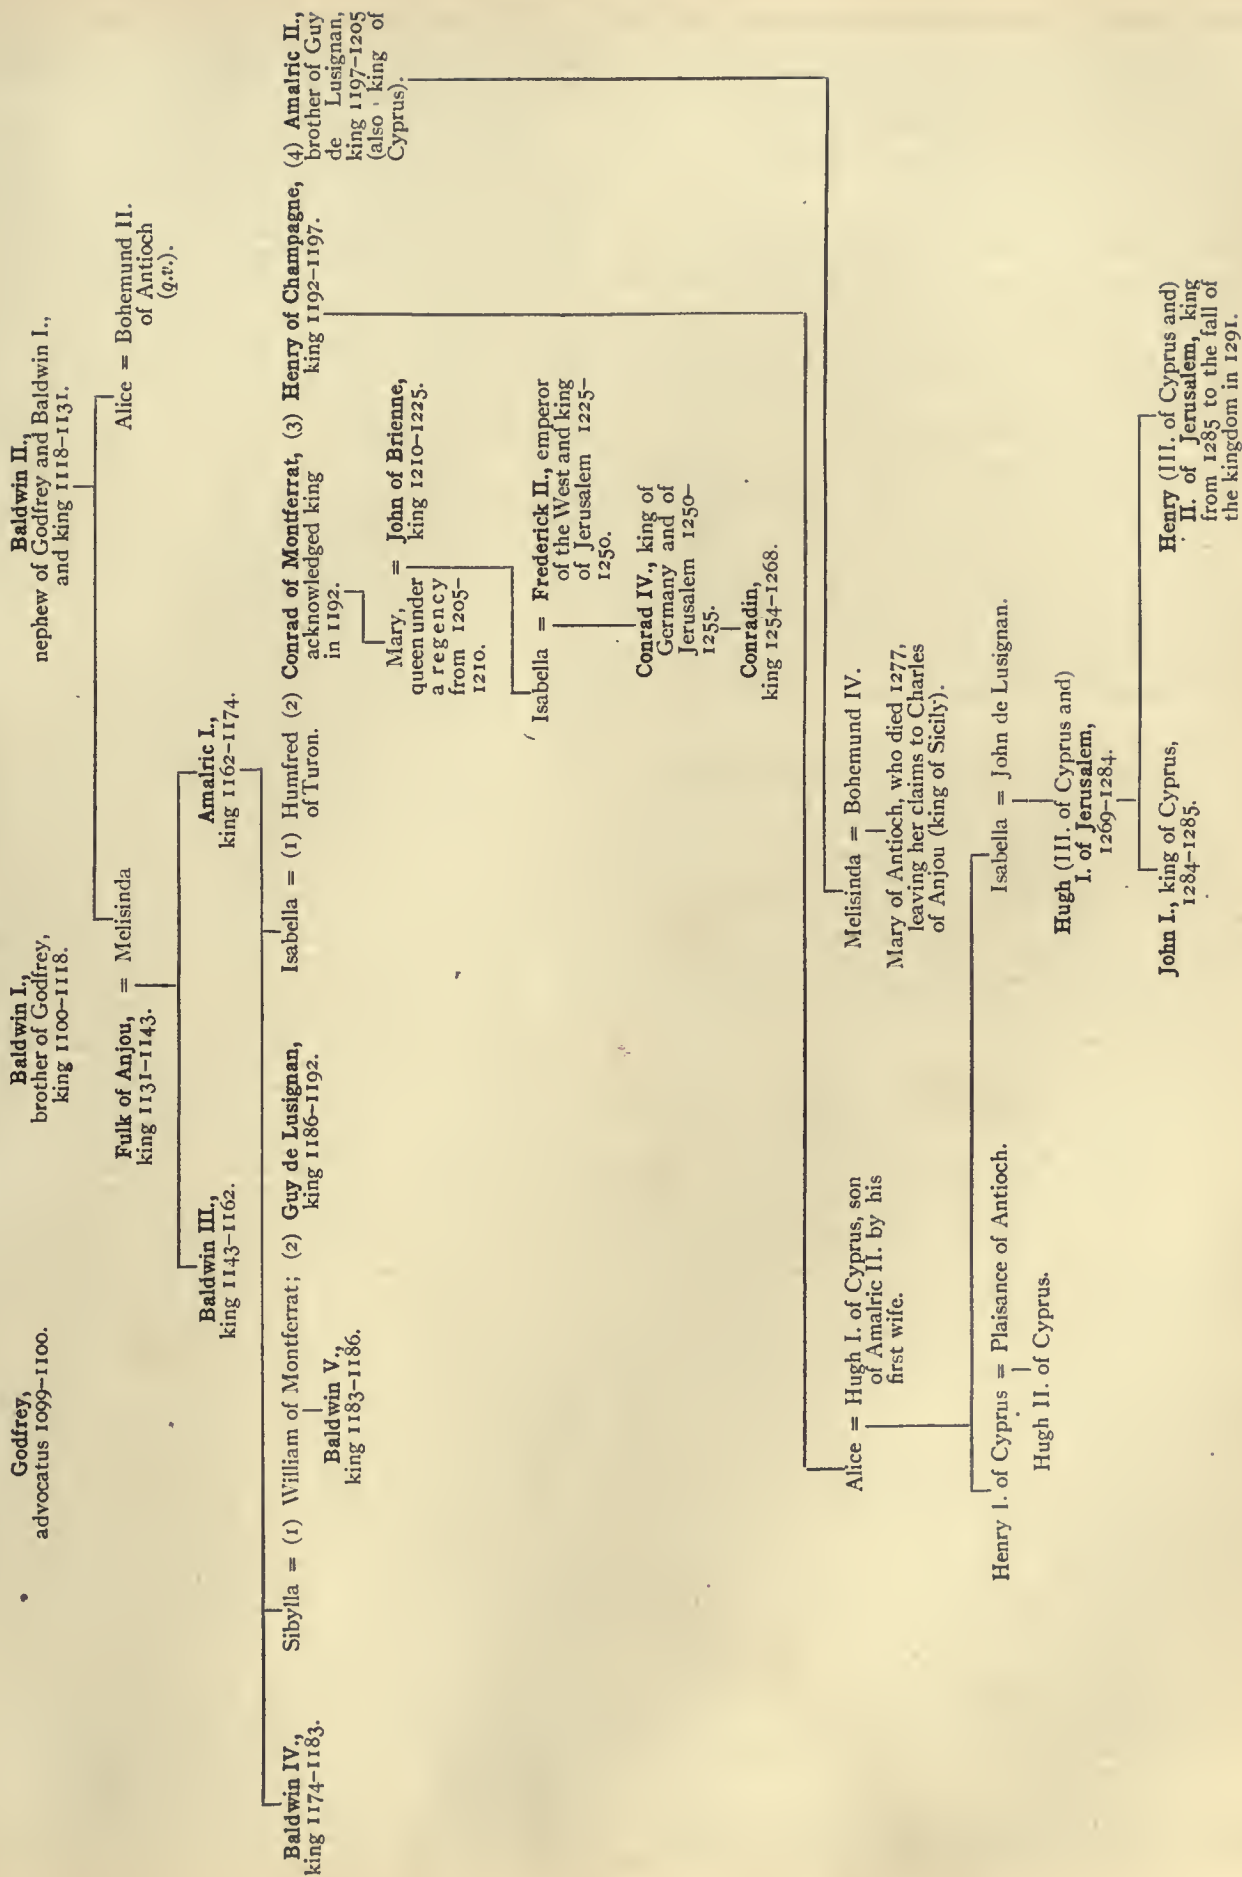 Godfrey,
advocatus 1099–1100.
Baldwin I.,
brother of Godfrey,
king 1100–1118.
Baldwin II.,
nephew of Godfrey and Baldwin I.,
and king 1118–1131.
Fulk of Anjou, = Melisinda
king 1131–1143.
Alice = Bohemund II.
of Antioch
(q.v.).
Baldwin III.,
king 1143–1162.
Amalric I.,
king 1162–1174.
Baldwin IV.,
king 1174–1183.
Sibylla = (1) William of Montferrat; (2) Guy de Lusignan,
king 1186–1192.
Baldwin V.,
king 1183–1186.
Isabella = (1) Humfred (2) Conrad of Montferrat, (3) Henry of Champagne, (4) Amalric II.,
of Turon.
acknowledged king
in 1192.
king 1192–1197.
brother of Guy
de Lusignan,
king 1197–1205
(also king of
Cyprus).
Mary, = John of Brienne,
queen under
a regency
from 1205–
1210.
king 1210–1225.
Isabella = Frederick II., emperor
of the West and king
of Jerusalem 1225–
1250.
Conrad IV., king of
Germany and of
Jerusalem 1250–
1255.
Conradin,
king 1254–1268.
Alice = Hugh I. of Cyprus, son
of Amalric II. by his
first wife.
Melisinda = Bohemund IV.
Mary of Antioch, who died 1277,
leaving her claims to Charles
of Anjou (king of Sicily).
Henry I. of Cyprus = Plaisance of Antioch.
Hugh II. of Cyprus.
Isabella = John de Lusignan.
Hugh (III. of Cyprus and)
I. of Jerusalem,
1269–1284.
John I., king of Cyprus,
1284–1285.
Henry (III. of Cyprus and)
II. of Jerusalem, king
from 1285 to the fall of
the kingdom in 1291.